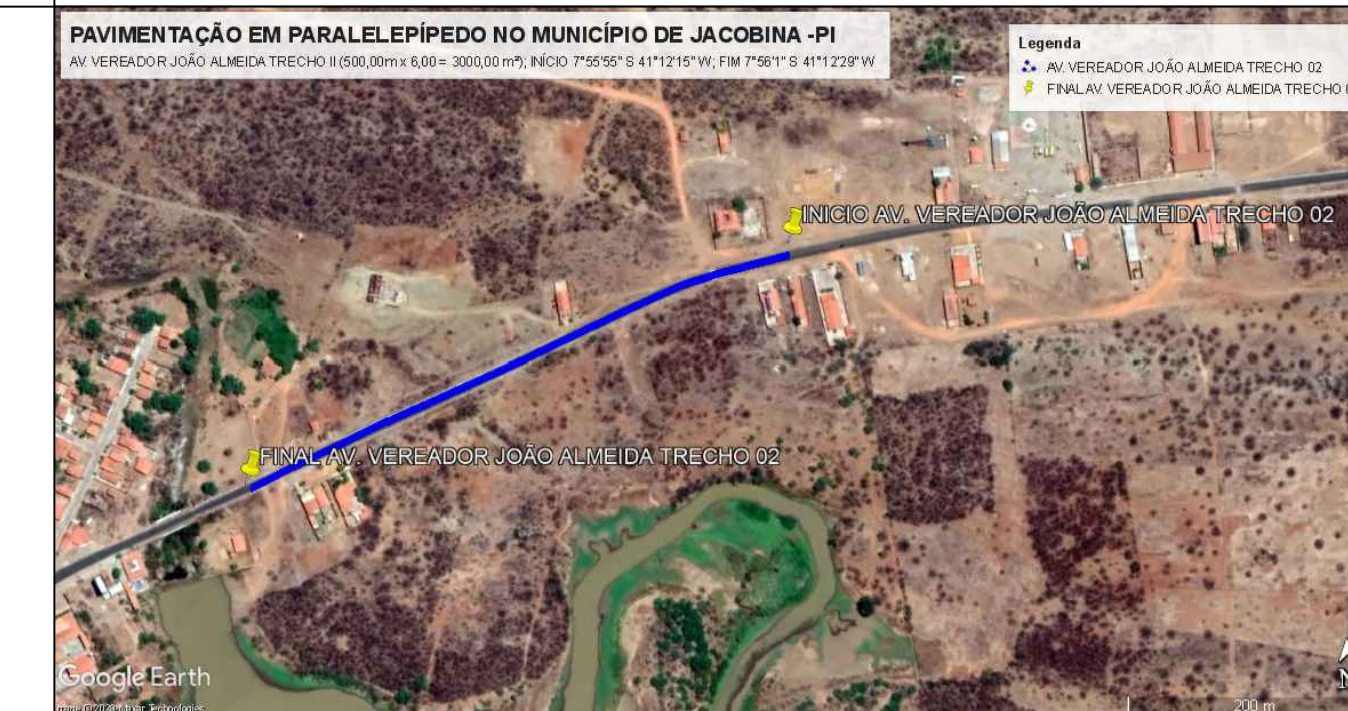 PAVIMENTAÇÃO EM PARALELEPÍPEDO NO MUNICÍPIO DE JACOBINA -PI
AV. VEREADOR JOÃO ALMEIDA TRECHO II (500,00m x 6,00 = 3000,00 m²); INÍCIO 7°55'55" S 41°12'15" W; FIM 7°56'1" S 41°12'29" W
Legenda
AV. VEREADOR JOÃO ALMEIDA TRECHO 02
FINAL AV. VEREADOR JOÃO ALMEIDA TRECHO
INICIO AV. VEREADOR JOÃO ALMEIDA TRECHO 02
FINAL AV. VEREADOR JOÃO ALMEIDA TRECHO 02
Google Earth
N
Technologies
200 m